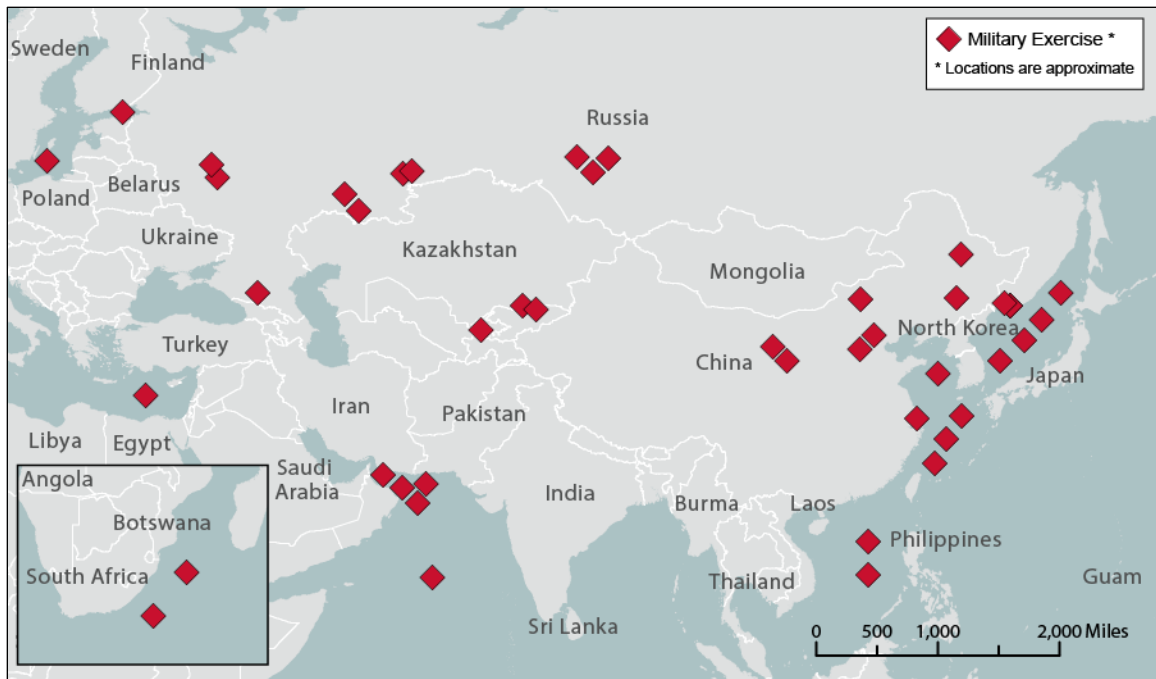 Military Exercise *
* Locations are approximate
Sweden
Finland
Russia
Belarus
Poland
Ukraine
Kazakhstan
Mongolia
North Korea
Turkey
China
Japan
Iran
Pakistan
Libya
Egypt
Saudi
Arabia
Angola
India
Burma
Laos
Botswana
Philippines
South Africa
Thailand
Guam
Sri Lanka
0 500 1,000 2,000 Miles